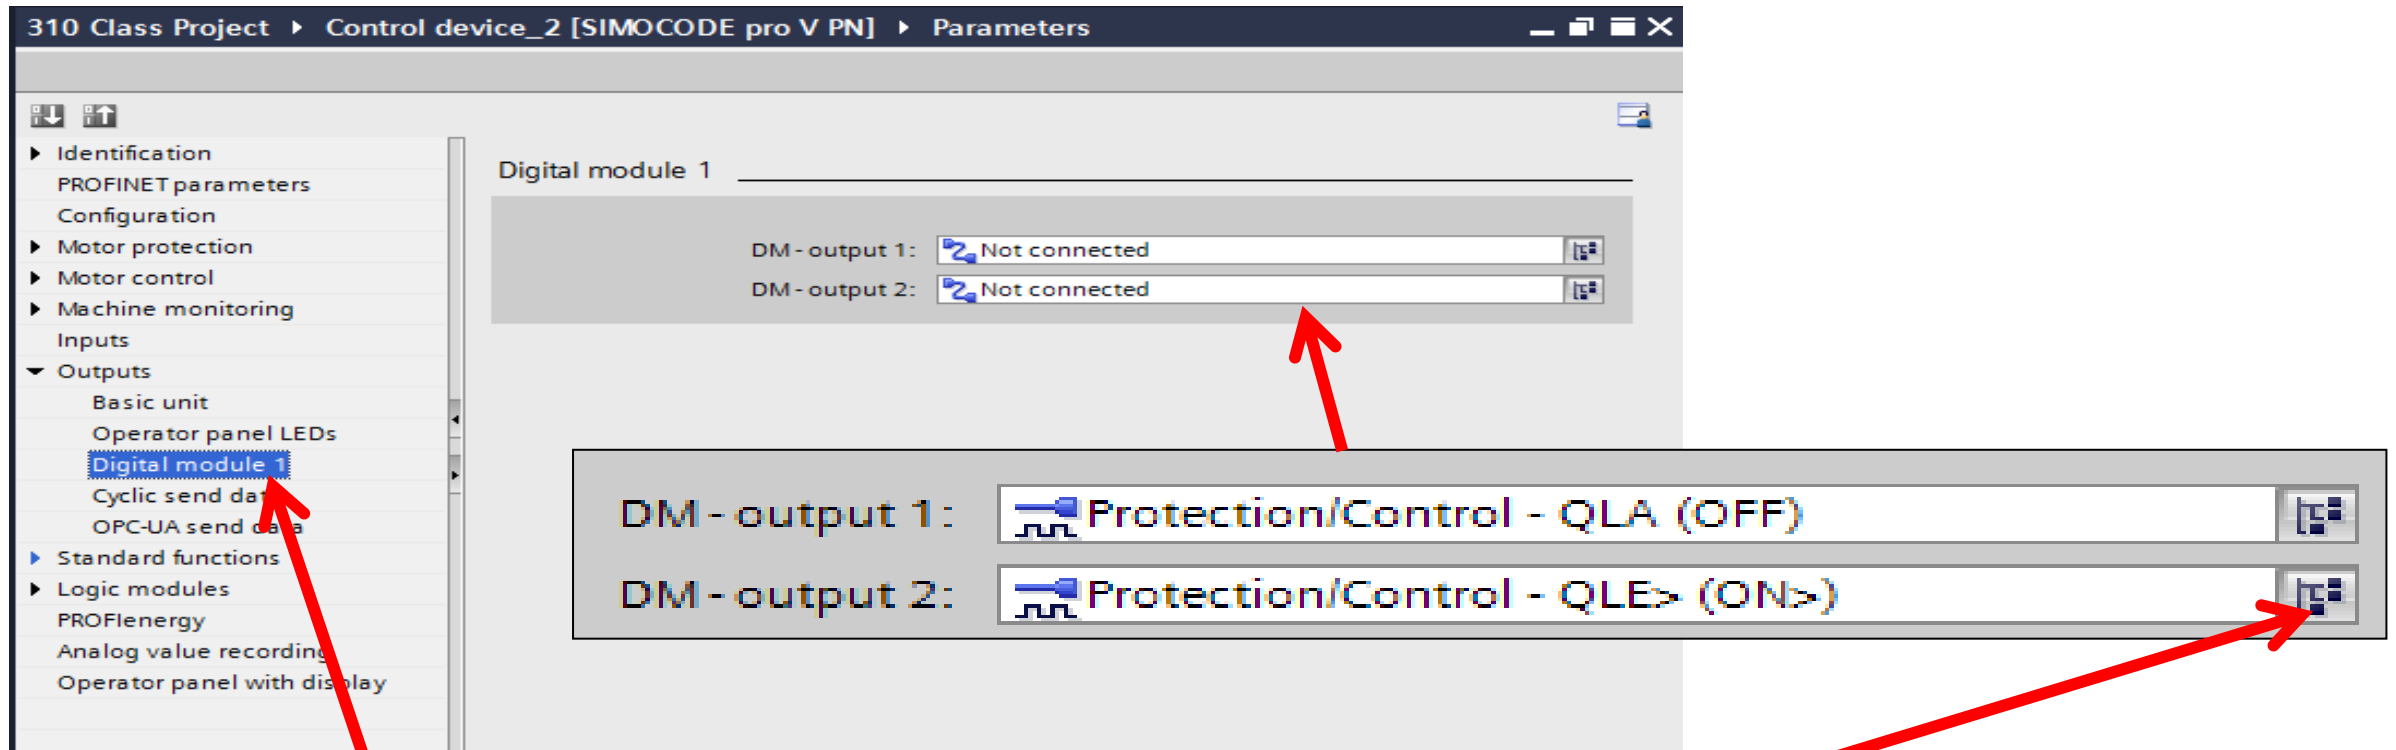 310 Class Project ▸ Control device_2 [SIMOCODE pro V PN] ▸ Parameters
Identification
PROFINET parameters
Configuration
Motor protection
Motor control
Machine monitoring
Inputs
Outputs
Basic unit
Operator panel LEDs
Digital module 1
Cyclic send data
OPC-UA send data
Standard functions
Logic modules
PROFIenergy
Analog value recording
Operator panel with display
Digital module 1
DM - output 1: Not connected
DM - output 2: Not connected
DM - output 1: Protection/Control - QLA (OFF)
DM - output 2: Protection/Control - QLE> (ON>)